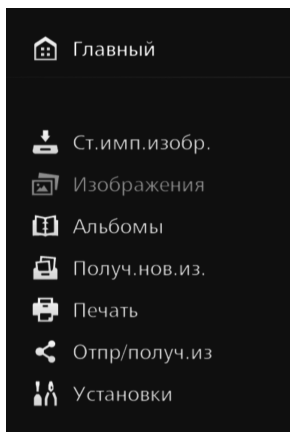 Главный
Ст.имп.изобр.
Изображения
Альбомы
Получ.нов.из.
Печать
Отпр/получ.из
Установки